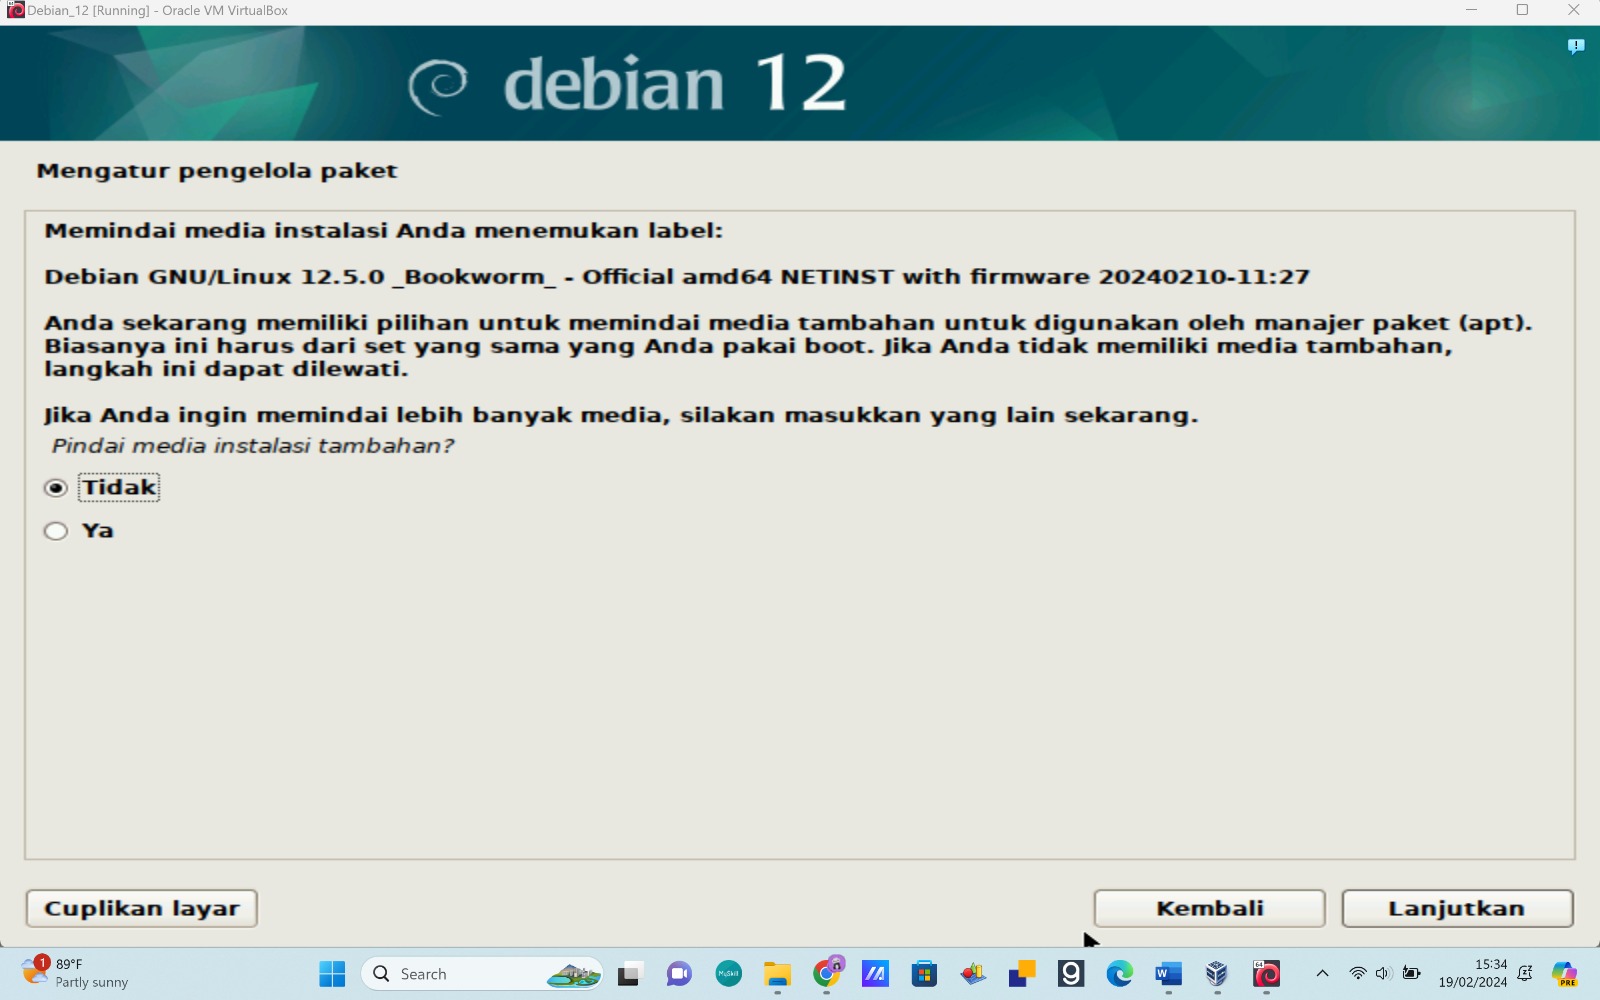 Debian_12 [Running] - Oracle VM VirtualBox
debian 12
Mengatur pengelola paket
Memindai media instalasi Anda menemukan label:
Debian GNU/Linux 12.5.0 _Bookworm_ - Official amd64 NETINST with firmware 20240210-11:27
Anda sekarang memiliki pilihan untuk memindai media tambahan untuk digunakan oleh manajer paket (apt).
Biasanya ini harus dari set yang sama yang Anda pakai boot. Jika Anda tidak memiliki media tambahan,
langkah ini dapat dilewati.
Jika Anda ingin memindai lebih banyak media, silakan masukkan yang lain sekarang.
Pindai media instalasi tambahan?
Tidak
Ya
Cuplikan layar
Kembali
Lanjutkan
1
89°F
Partly sunny
Search
MySkill
g
W
64
15:34
19/02/2024
PRE